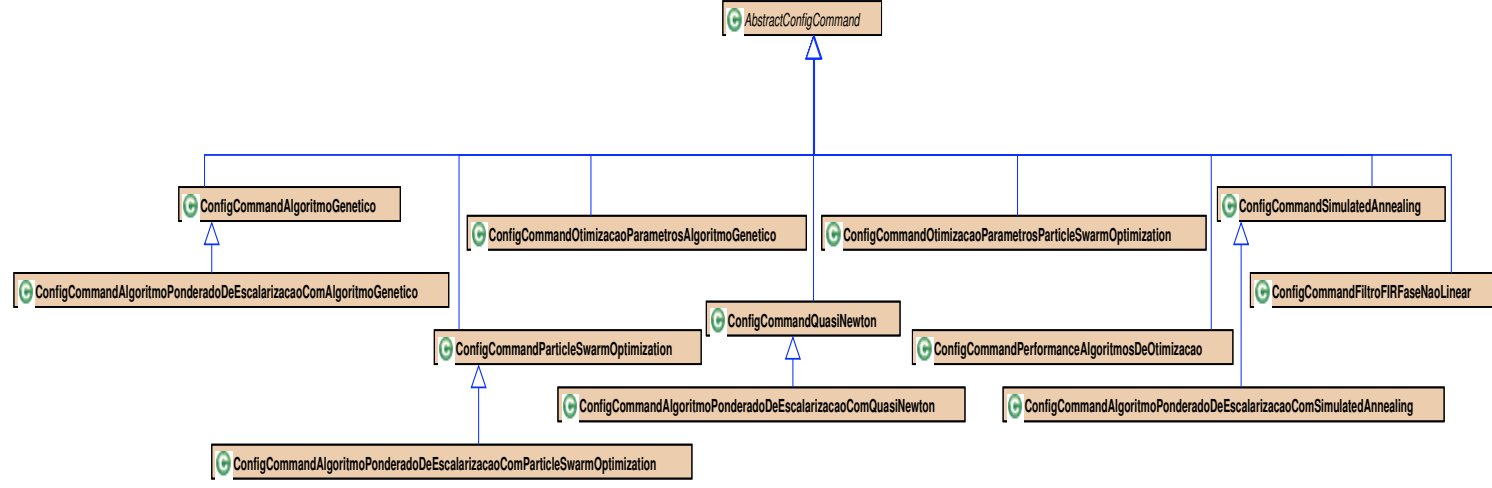 AbstractConfigCommand
ConfigCommandAlgoritmoGenetico
ConfigCommandSimulatedAnnealing
ConfigCommandOtimizacaoParametrosAlgoritmoGenetico
ConfigCommandOtimizacaoParametrosParticleSwarmOptimization
ConfigCommandAlgoritmoPonderadoDeEscalarizacaoComAlgoritmoGenetico
ConfigCommandFiltroFIRFaseNaoLinear
ConfigCommandQuasiNewton
ConfigCommandParticleSwarmOptimization
ConfigCommandPerformanceAlgoritmosDeOtimizacao
ConfigCommandAlgoritmoPonderadoDeEscalarizacaoComQuasiNewton
ConfigCommandAlgoritmoPonderadoDeEscalarizacaoComSimulatedAnnealing
ConfigCommandAlgoritmoPonderadoDeEscalarizacaoComParticleSwarmOptimization